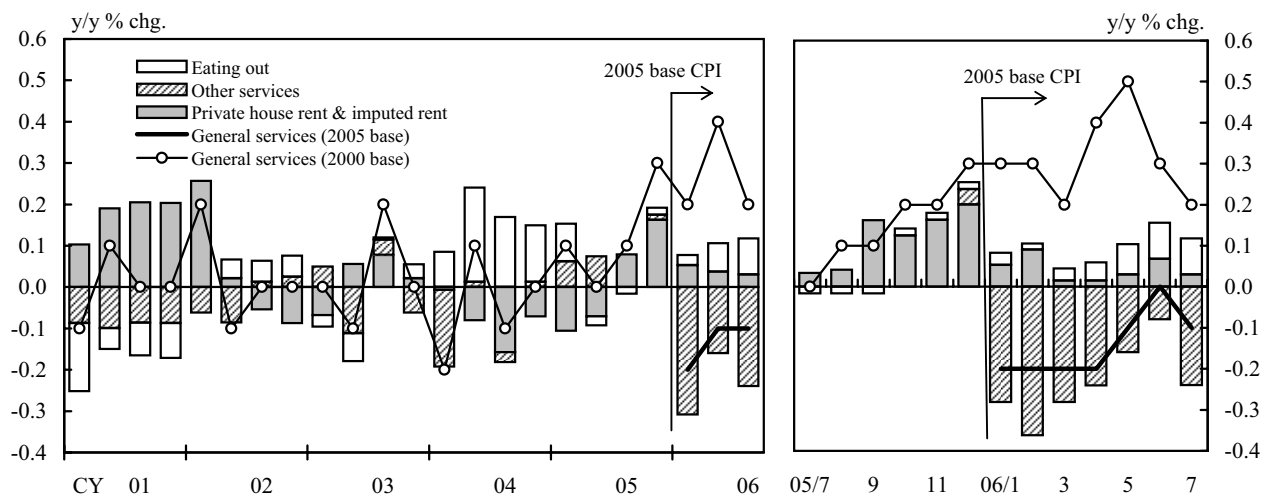 y/y % chg.
0.6
0.5
0.4
0.3
0.2
0.1
0.0
-0.1
-0.2
-0.3
-0.4
Eating out
Other services
Private house rent & imputed rent
General services (2005 base)
General services (2000 base)
2005 base CPI
CY 01 02 03 04 05 06
y/y % chg.
2005 base CPI
0.6
0.5
0.4
0.3
0.2
0.1
0.0
-0.1
-0.2
-0.3
-0.4
05/7 9 11 06/1 3 5 7